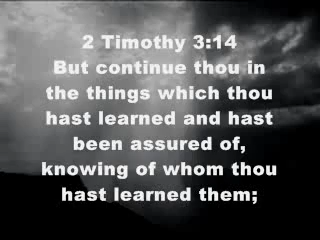 2 Timothy 3:14
But continue thou in
the things which thou
hast learned and hast
been assured of,
knowing of whom thou
hast learned them;